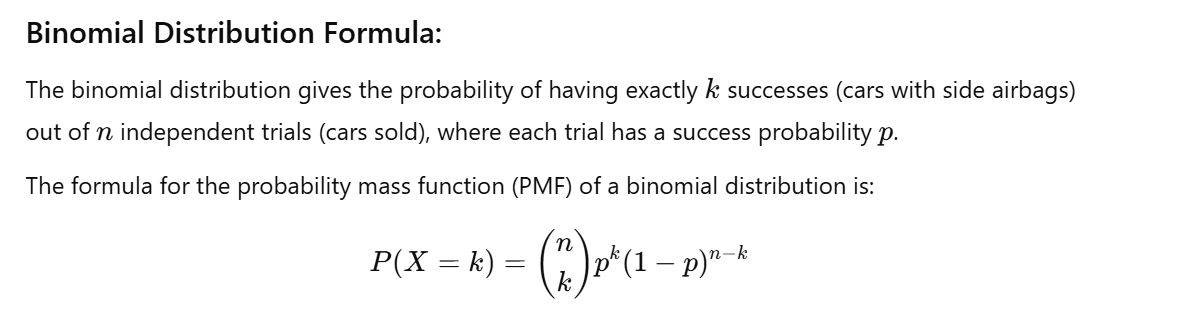 Binomial Distribution Formula:
The binomial distribution gives the probability of having exactly k successes (cars with side airbags)
out of n independent trials (cars sold), where each trial has a success probability p.
The formula for the probability mass function (PMF) of a binomial distribution is:
P(X = k) = (n k) p^k (1 − p)^{n−k}